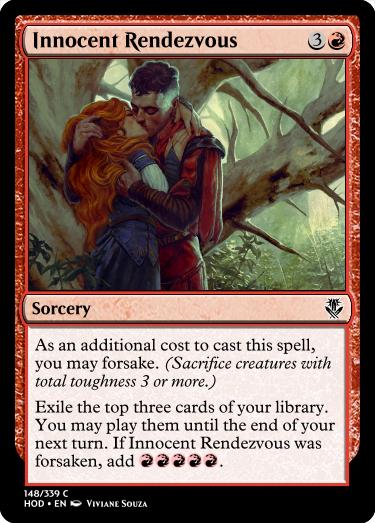 Innocent Rendezvous 3
Sorcery
As an additional cost to cast this spell,
you may forsake. (Sacrifice creatures with
total toughness 3 or more.)
Exile the top three cards of your library.
You may play them until the end of your
next turn. If Innocent Rendezvous was
forsaken, add .
148/339 C
HOD • EN Viviane Souza